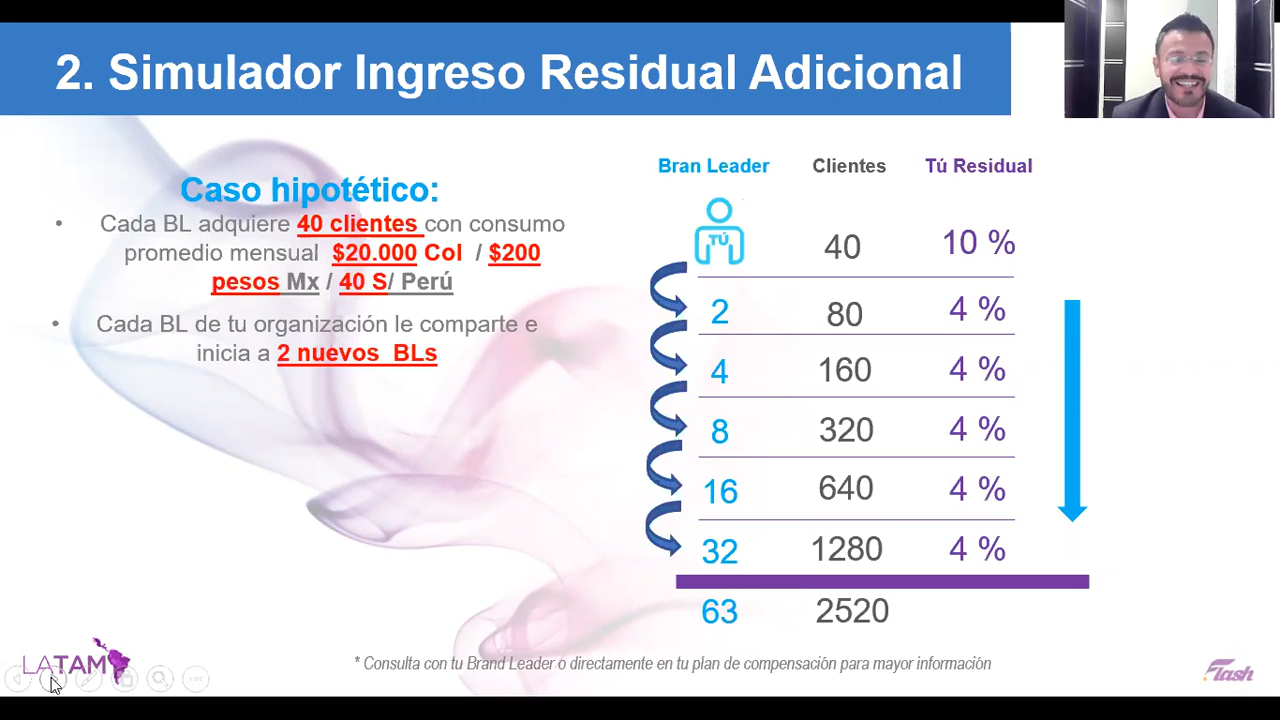 2. Simulador Ingreso Residual Adicional
Caso hipotético:
• Cada BL adquiere 40 clientes con consumo
promedio mensual $20.000 Col / $200
pesos Mx / 40 S/ Perú
• Cada BL de tu organización le comparte e
inicia a 2 nuevos BLs
Bran Leader Clientes Tú Residual
TÚ 40 10 %
2 80 4 %
4 160 4 %
8 320 4 %
16 640 4 %
32 1280 4 %
63 2520
* Consulta con tu Brand Leader o directamente en tu plan de compensación para mayor información
LATAM
Flash